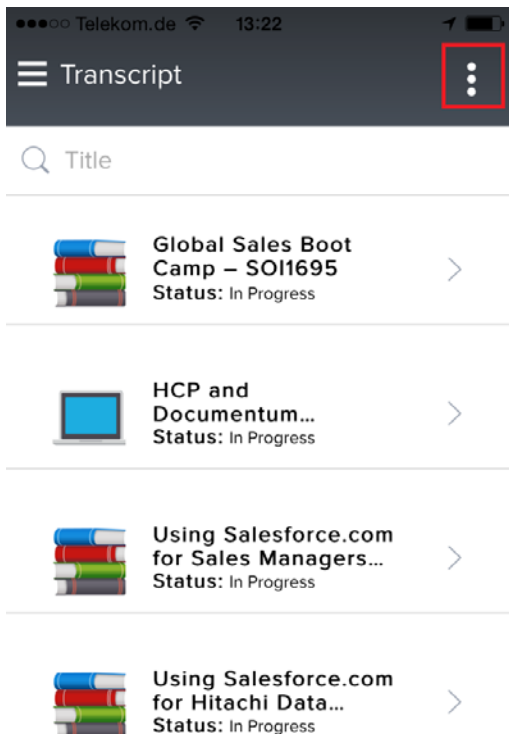 Telekom.de 13:22
Transcript
Title
Global Sales Boot
Camp – SOI1695
Status: In Progress
HCP and
Documentum...
Status: In Progress
Using Salesforce.com
for Sales Managers...
Status: In Progress
Using Salesforce.com
for Hitachi Data...
Status: In Progress